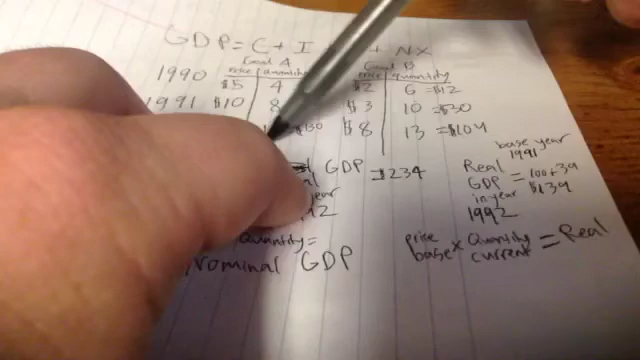 GDP = C + I + NX
Good A Good B
price quantity price quantity
1990 $5 4 $2 6 = $12
1991 $10 8 $3 10 = $30
$130 $8 13 = $104
base year
1991
GDP = $234
Real
GDP = 100+39
$139
in year
1992
year
92
quantity =
Nominal GDP
price
base × Quantity
current = Real